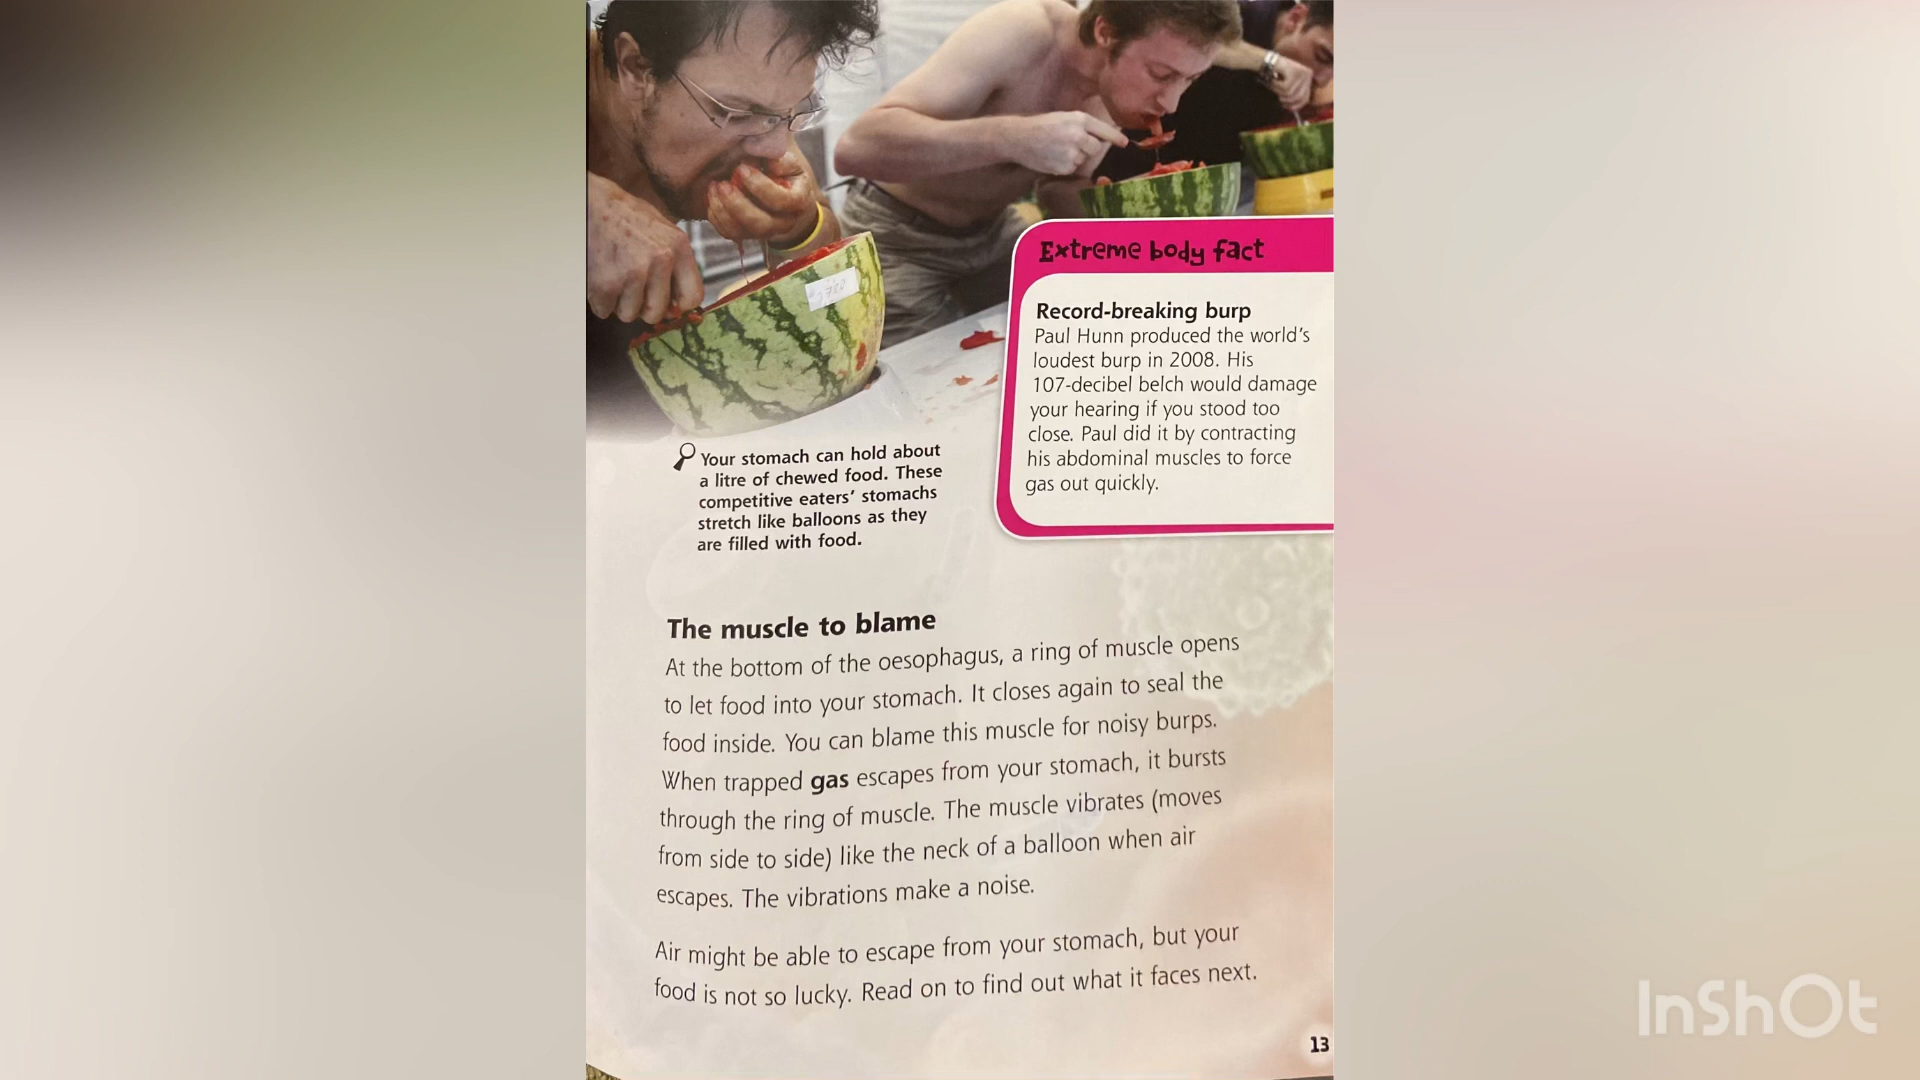 Extreme body fact
Record-breaking burp
Paul Hunn produced the world's
loudest burp in 2008. His
107-decibel belch would damage
your hearing if you stood too
close. Paul did it by contracting
his abdominal muscles to force
gas out quickly.
Your stomach can hold about
a litre of chewed food. These
competitive eaters' stomachs
stretch like balloons as they
are filled with food.
The muscle to blame
At the bottom of the oesophagus, a ring of muscle opens
to let food into your stomach. It closes again to seal the
food inside. You can blame this muscle for noisy burps.
When trapped gas escapes from your stomach, it bursts
through the ring of muscle. The muscle vibrates (moves
from side to side) like the neck of a balloon when air
escapes. The vibrations make a noise.
Air might be able to escape from your stomach, but your
food is not so lucky. Read on to find out what it faces next.
13
InShOt